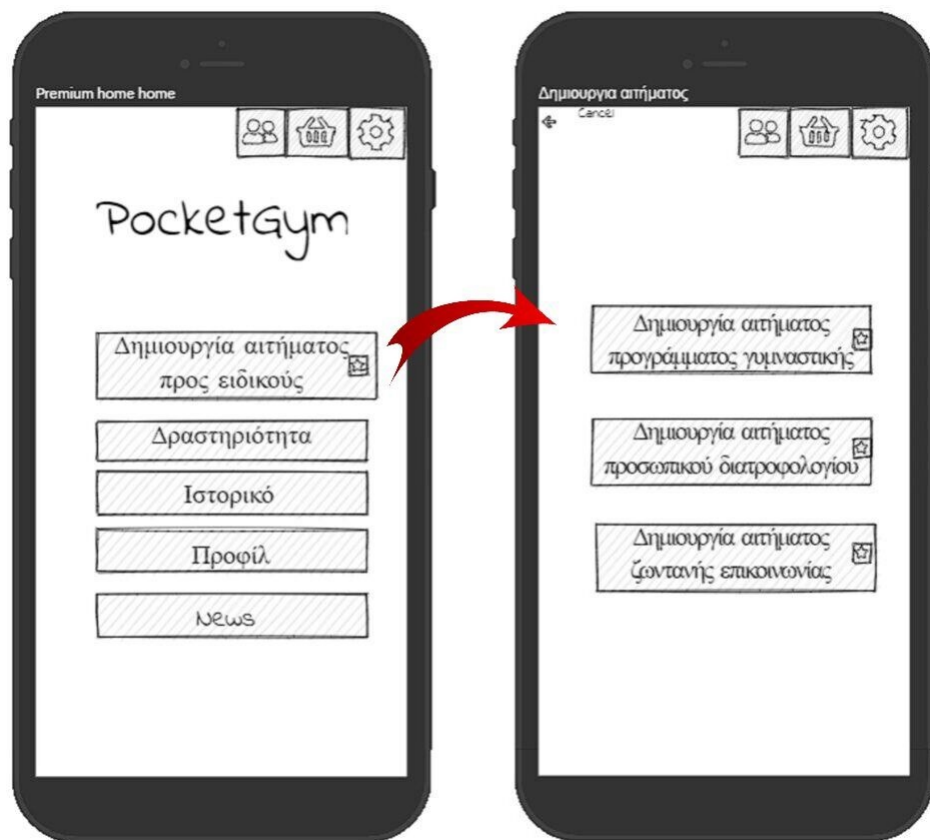 Premium home home
PocketGym
Δημιουργία αιτήματος
προς ειδικούς
Δραστηριότητα
Ιστορικό
Προφίλ
News
Δημιουργια αιτήματος
Cancel
Δημιουργία αιτήματος
προγράμματος γυμναστικής
Δημιουργία αιτήματος
προσωπικού διατροφολογίου
Δημιουργία αιτήματος
ζωντανής επικοινωνίας